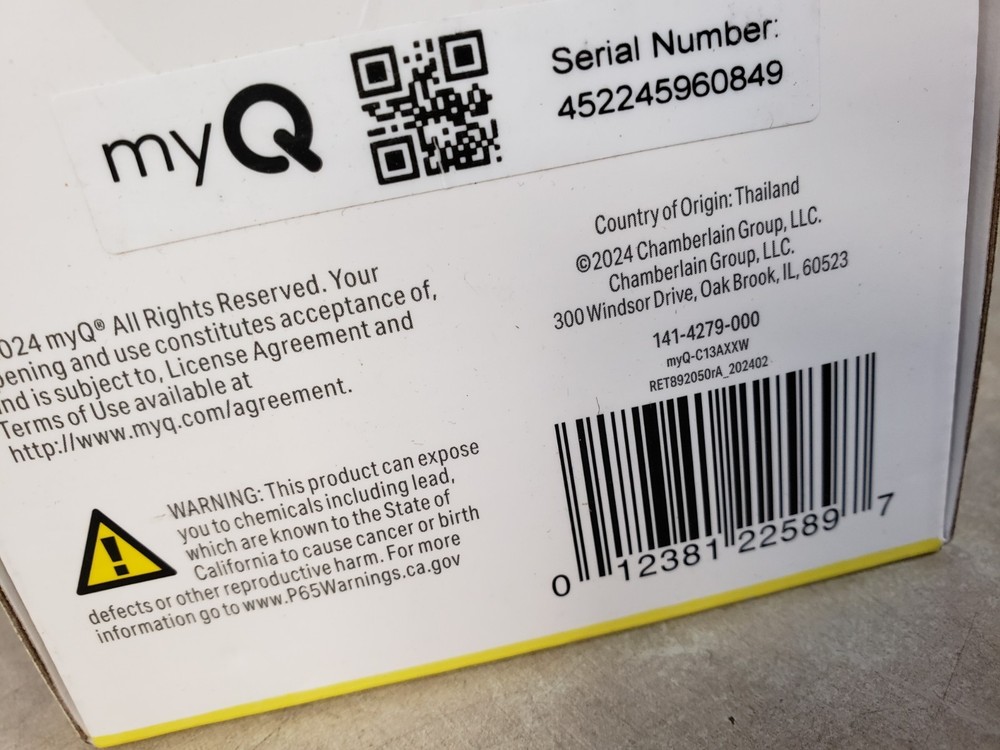 myQ
Serial Number:
452245960849
Country of Origin: Thailand
©2024 Chamberlain Group, LLC.
Chamberlain Group, LLC.
300 Windsor Drive, Oak Brook, IL, 60523
141-4279-000
myQ-C13AXXW
RET892050rA_202402
0 12381 22589 7
024 myQ® All Rights Reserved. Your
pening and use constitutes acceptance of,
nd is subject to, License Agreement and
Terms of Use available at
http://www.myq.com/agreement.
WARNING: This product can expose
you to chemicals including lead,
which are known to the State of
California to cause cancer or birth
defects or other reproductive harm. For more
information go to www.P65Warnings.ca.gov